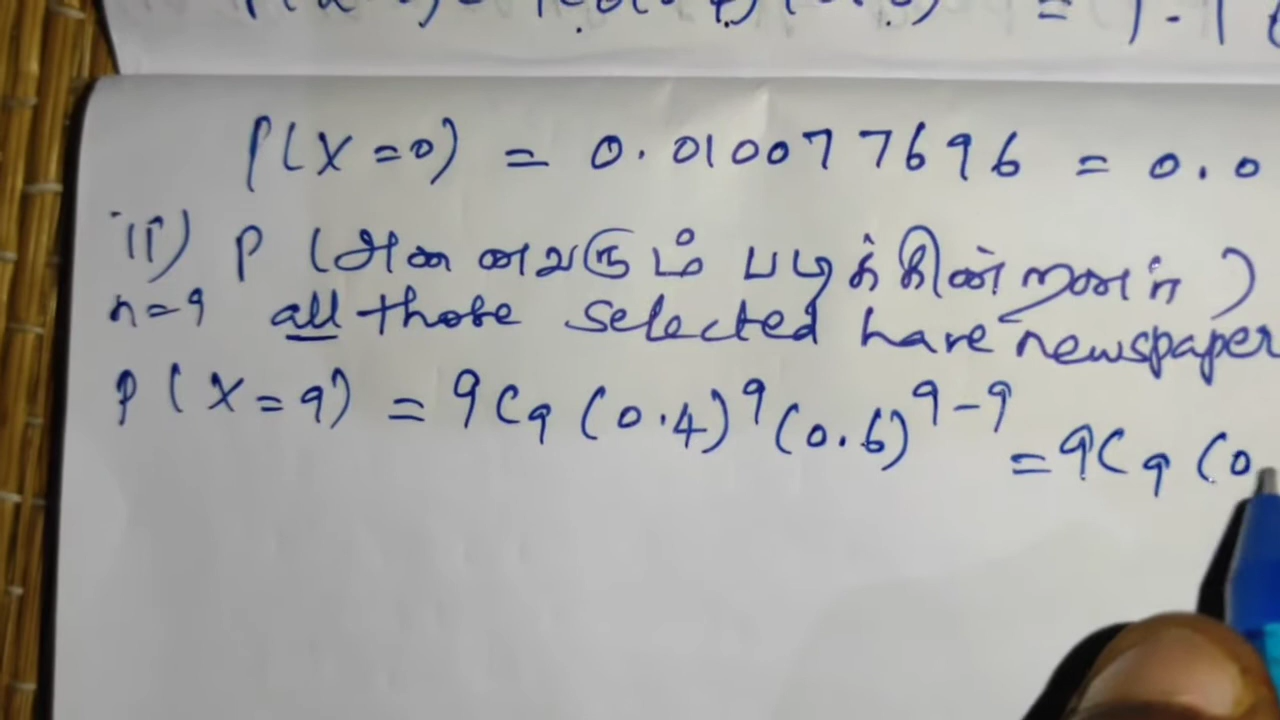 P(X=0) = 0.010077696 = 0.0
ii) P (அனைவரும் படிக்கின்றனர்)
n=9 all those selected have newspaper
P(X=9) = 9C9 (0.4)^9 (0.6)^9-9 = 9C9 (0.